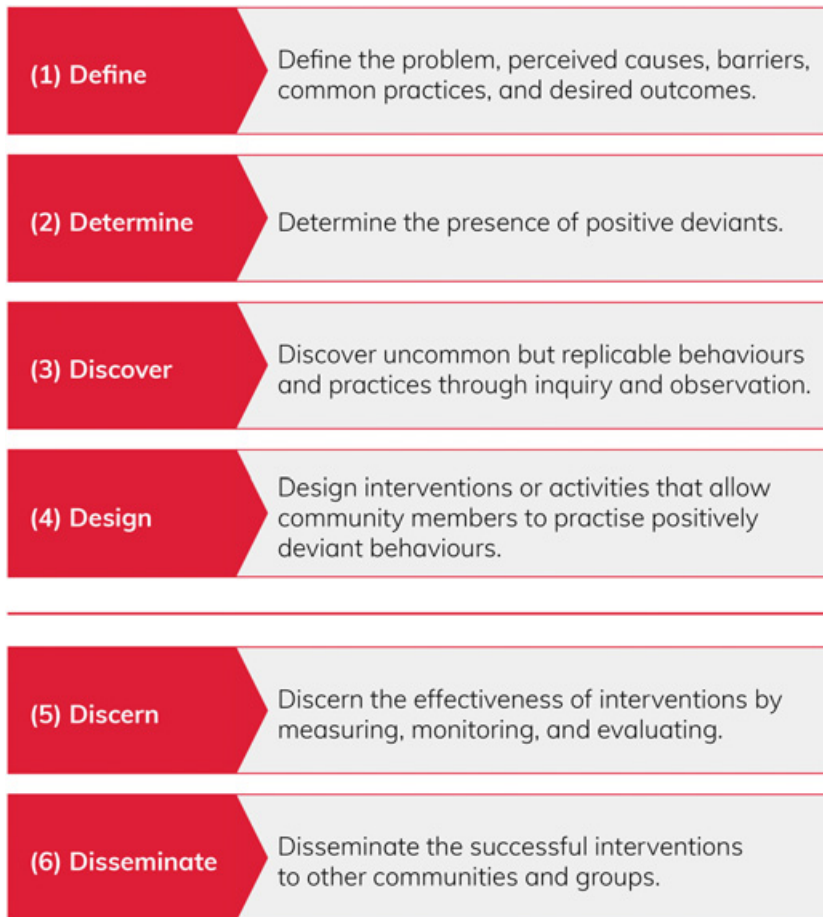 (1) Define
Define the problem, perceived causes, barriers,
common practices, and desired outcomes.
(2) Determine
Determine the presence of positive deviants.
(3) Discover
Discover uncommon but replicable behaviours
and practices through inquiry and observation.
(4) Design
Design interventions or activities that allow
community members to practise positively
deviant behaviours.
(5) Discern
Discern the effectiveness of interventions by
measuring, monitoring, and evaluating.
(6) Disseminate
Disseminate the successful interventions
to other communities and groups.